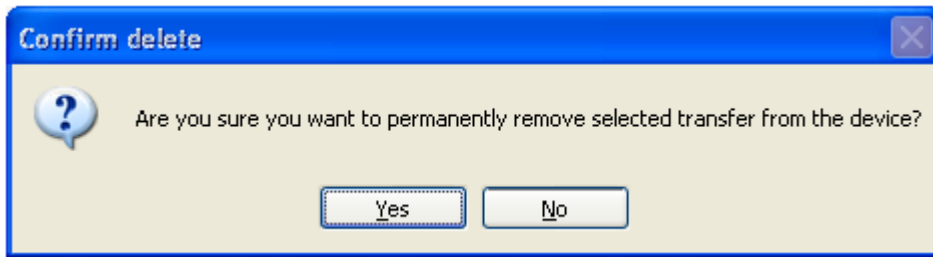 Confirm delete
Are you sure you want to permanently remove selected transfer from the device?
Yes No